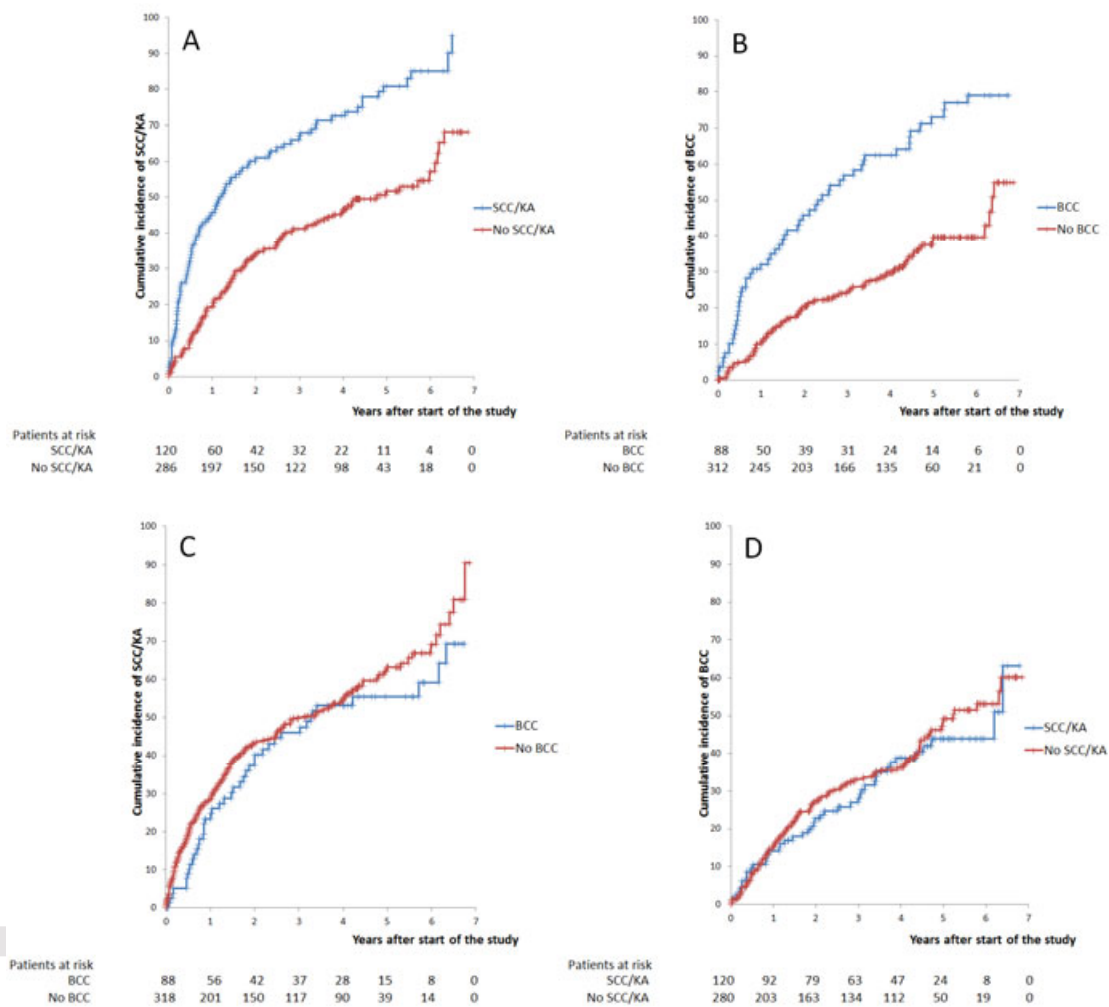 A
100
90
80
70
60
50
40
30
20
10
0
Cumulative incidence of SCC/KA
SCC/KA
No SCC/KA
0 1 2 3 4 5 6 7
Years after start of the study
Patients at risk
SCC/KA 120 60 42 32 22 11 4 0
No SCC/KA 286 197 150 122 98 43 18 0
B
100
90
80
70
60
50
40
30
20
10
0
Cumulative incidence of BCC
BCC
No BCC
0 1 2 3 4 5 6 7
Years after start of the study
Patients at risk
BCC 88 50 39 31 24 14 6 0
No BCC 312 245 203 166 135 60 21 0
C
100
90
80
70
60
50
40
30
20
10
0
Cumulative incidence of SCC/KA
BCC
No BCC
0 1 2 3 4 5 6 7
Years after start of the study
Patients at risk
BCC 88 56 42 37 28 15 8 0
No BCC 318 201 150 117 90 39 14 0
D
100
90
80
70
60
50
40
30
20
10
0
Cumulative incidence of BCC
SCC/KA
No SCC/KA
0 1 2 3 4 5 6 7
Years after start of the study
Patients at risk
SCC/KA 120 92 79 63 47 24 8 0
No SCC/KA 280 203 163 134 112 50 19 0